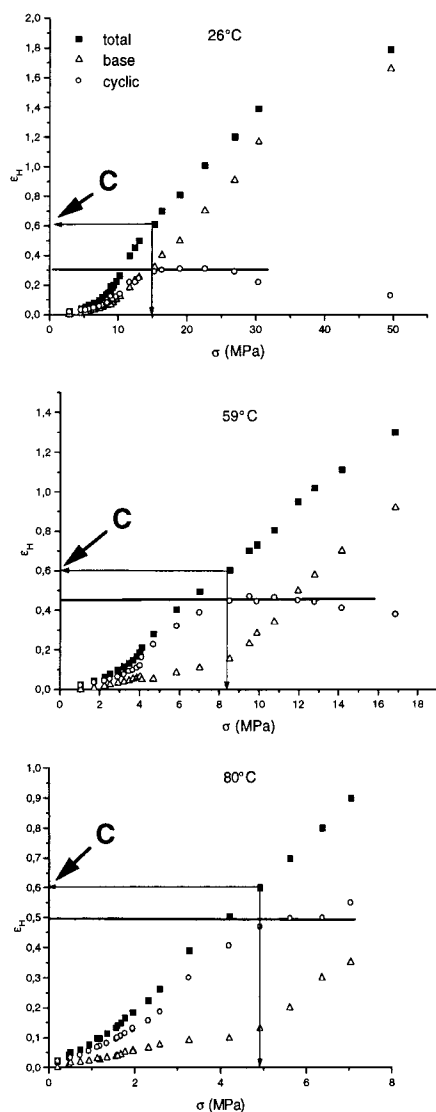 26°C
total
base
cyclic
C
ε_H
2,0
1,8
1,6
1,4
1,2
1,0
0,8
0,6
0,4
0,2
0,0
0 10 20 30 40 50
σ (MPa)
59°C
C
ε_H
1,4
1,2
1,0
0,8
0,6
0,4
0,2
0,0
0 2 4 6 8 10 12 14 16 18
σ (MPa)
80°C
C
ε_H
1,0
0,9
0,8
0,7
0,6
0,5
0,4
0,3
0,2
0,1
0,0
0 2 4 6 8
σ (MPa)